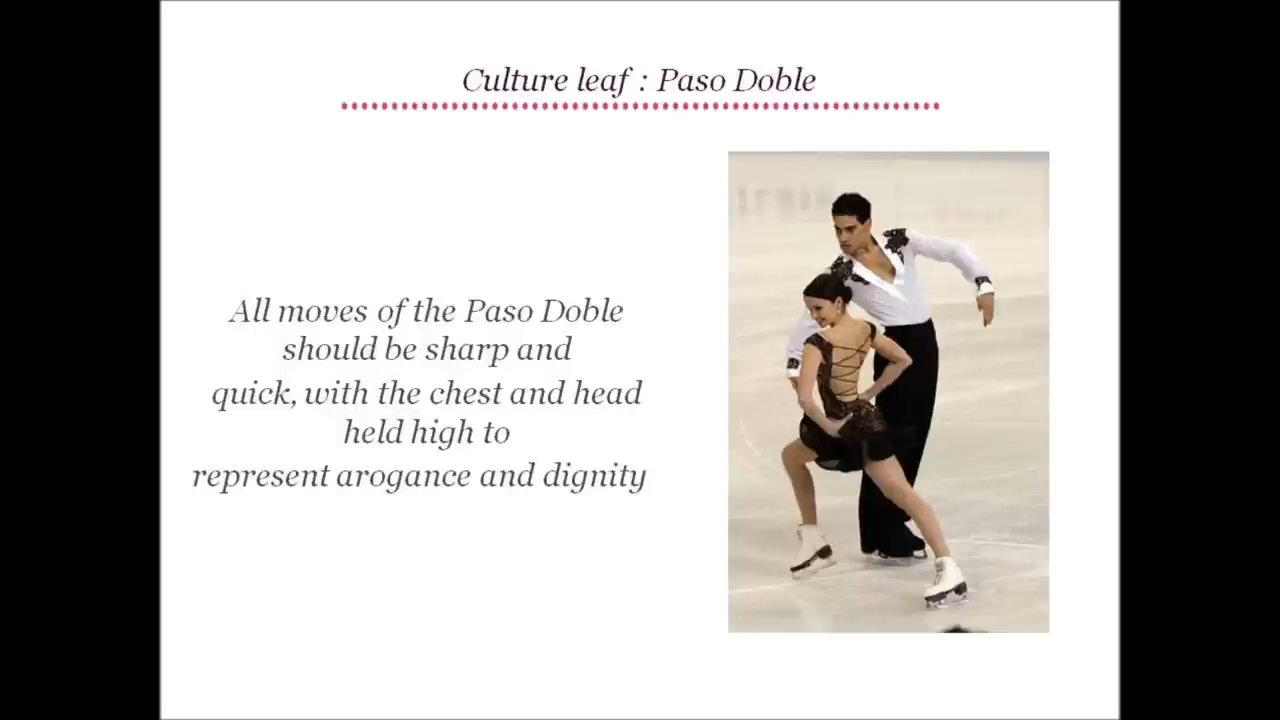 Culture leaf : Paso Doble
All moves of the Paso Doble
should be sharp and
quick, with the chest and head
held high to
represent arogance and dignity